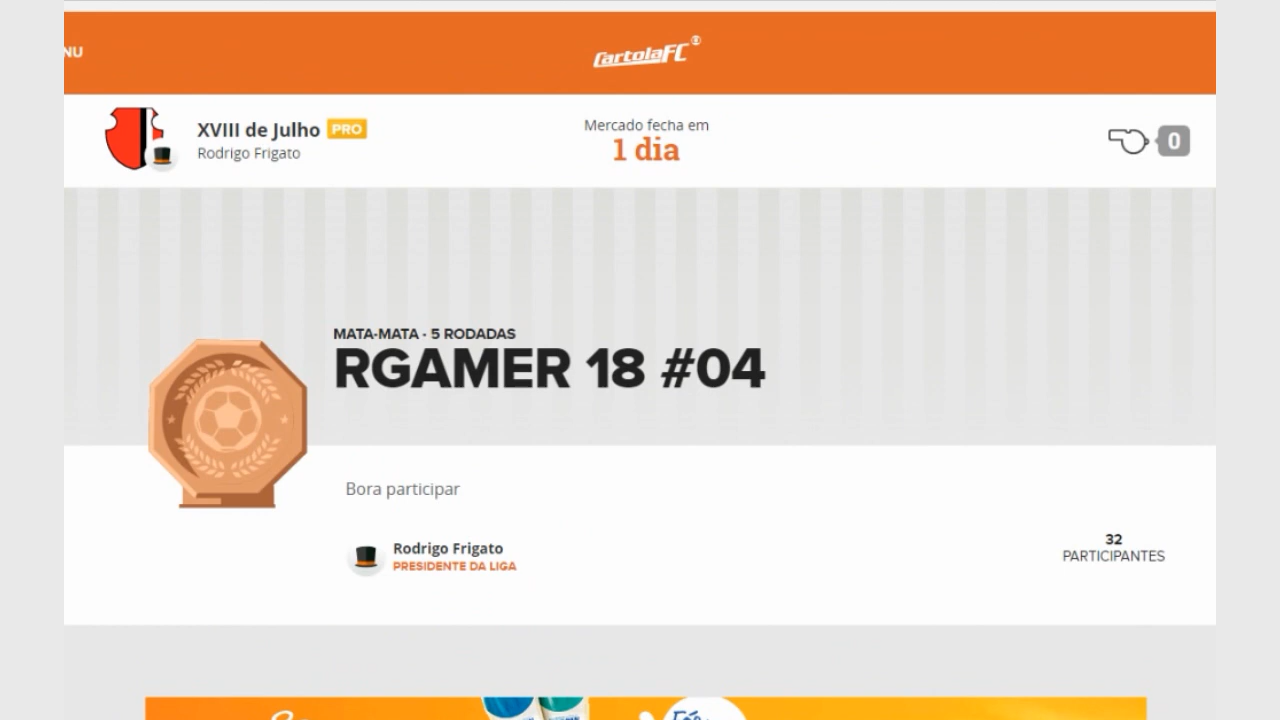 NU
CartolaFC
XVIII de Julho PRO
Rodrigo Frigato
Mercado fecha em
1 dia
0
MATA-MATA · 5 RODADAS
RGAMER 18 #04
Bora participar
Rodrigo Frigato
PRESIDENTE DA LIGA
32
PARTICIPANTES